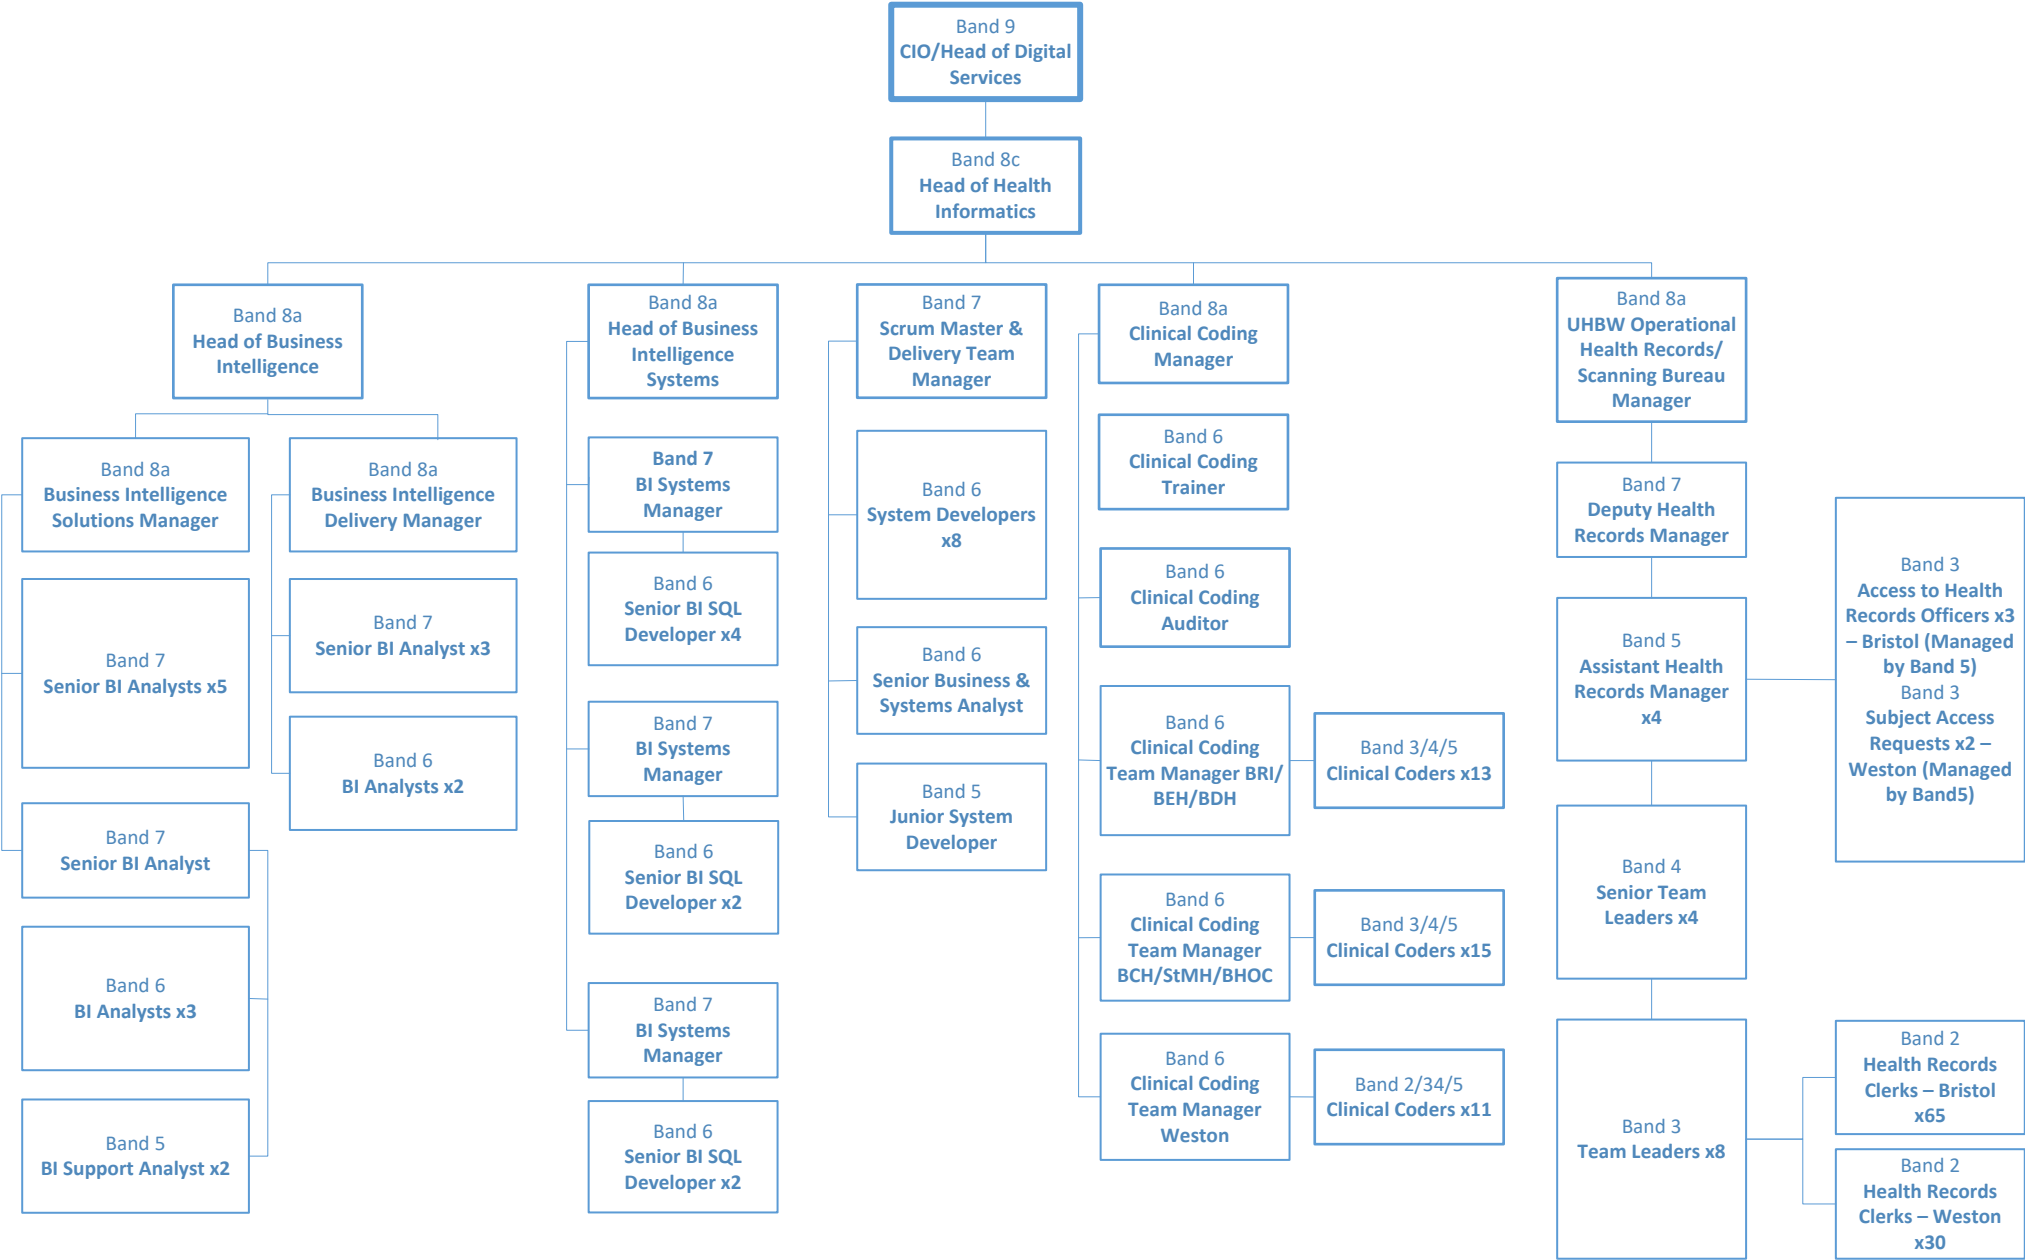 Band 9
CIO/Head of Digital
Services
Band 8c
Head of Health
Informatics
Band 8a
Head of Business
Intelligence
Band 8a
Business Intelligence
Solutions Manager
Band 7
Senior BI Analysts x5
Band 7
Senior BI Analyst
Band 6
BI Analysts x3
Band 5
BI Support Analyst x2
Band 8a
Business Intelligence
Delivery Manager
Band 7
Senior BI Analyst x3
Band 6
BI Analysts x2
Band 8a
Head of Business
Intelligence
Systems
Band 7
BI Systems
Manager
Band 6
Senior BI SQL
Developer x4
Band 7
BI Systems
Manager
Band 6
Senior BI SQL
Developer x2
Band 7
BI Systems
Manager
Band 6
Senior BI SQL
Developer x2
Band 7
Scrum Master &
Delivery Team
Manager
Band 6
System Developers
x8
Band 6
Senior Business &
Systems Analyst
Band 5
Junior System
Developer
Band 8a
Clinical Coding
Manager
Band 6
Clinical Coding
Trainer
Band 6
Clinical Coding
Auditor
Band 6
Clinical Coding
Team Manager BRI/
BEH/BDH
Band 3/4/5
Clinical Coders x13
Band 6
Clinical Coding
Team Manager
BCH/StMH/BHOC
Band 3/4/5
Clinical Coders x15
Band 6
Clinical Coding
Team Manager
Weston
Band 2/34/5
Clinical Coders x11
Band 8a
UHBW Operational
Health Records/
Scanning Bureau
Manager
Band 7
Deputy Health
Records Manager
Band 5
Assistant Health
Records Manager
x4
Band 3
Access to Health
Records Officers x3
– Bristol (Managed
by Band 5)
Band 3
Subject Access
Requests x2 –
Weston (Managed
by Band5)
Band 4
Senior Team
Leaders x4
Band 3
Team Leaders x8
Band 2
Health Records
Clerks – Bristol
x65
Band 2
Health Records
Clerks – Weston
x30